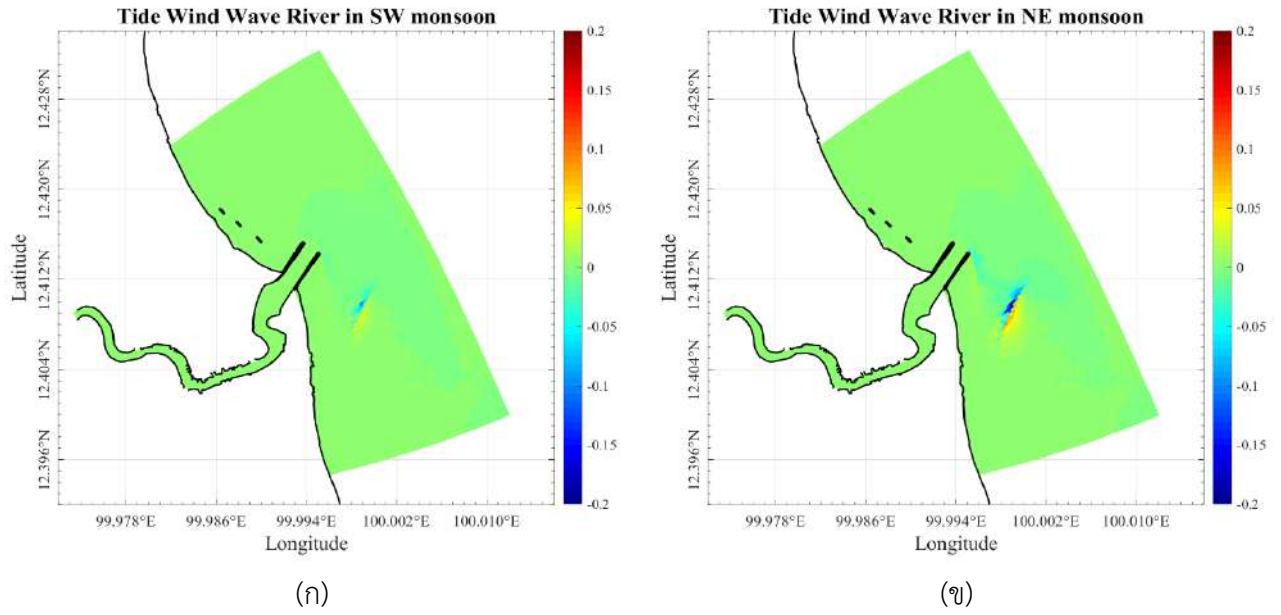 Tide Wind Wave River in SW monsoon
Latitude
12.428°N
12.420°N
12.412°N
12.404°N
12.396°N
99.978°E 99.986°E 99.994°E 100.002°E 100.010°E
Longitude
0.2
0.15
0.1
0.05
0
-0.05
-0.1
-0.15
-0.2
(ก)
Tide Wind Wave River in NE monsoon
Latitude
12.428°N
12.420°N
12.412°N
12.404°N
12.396°N
99.978°E 99.986°E 99.994°E 100.002°E 100.010°E
Longitude
0.2
0.15
0.1
0.05
0
-0.05
-0.1
-0.15
-0.2
(ข)